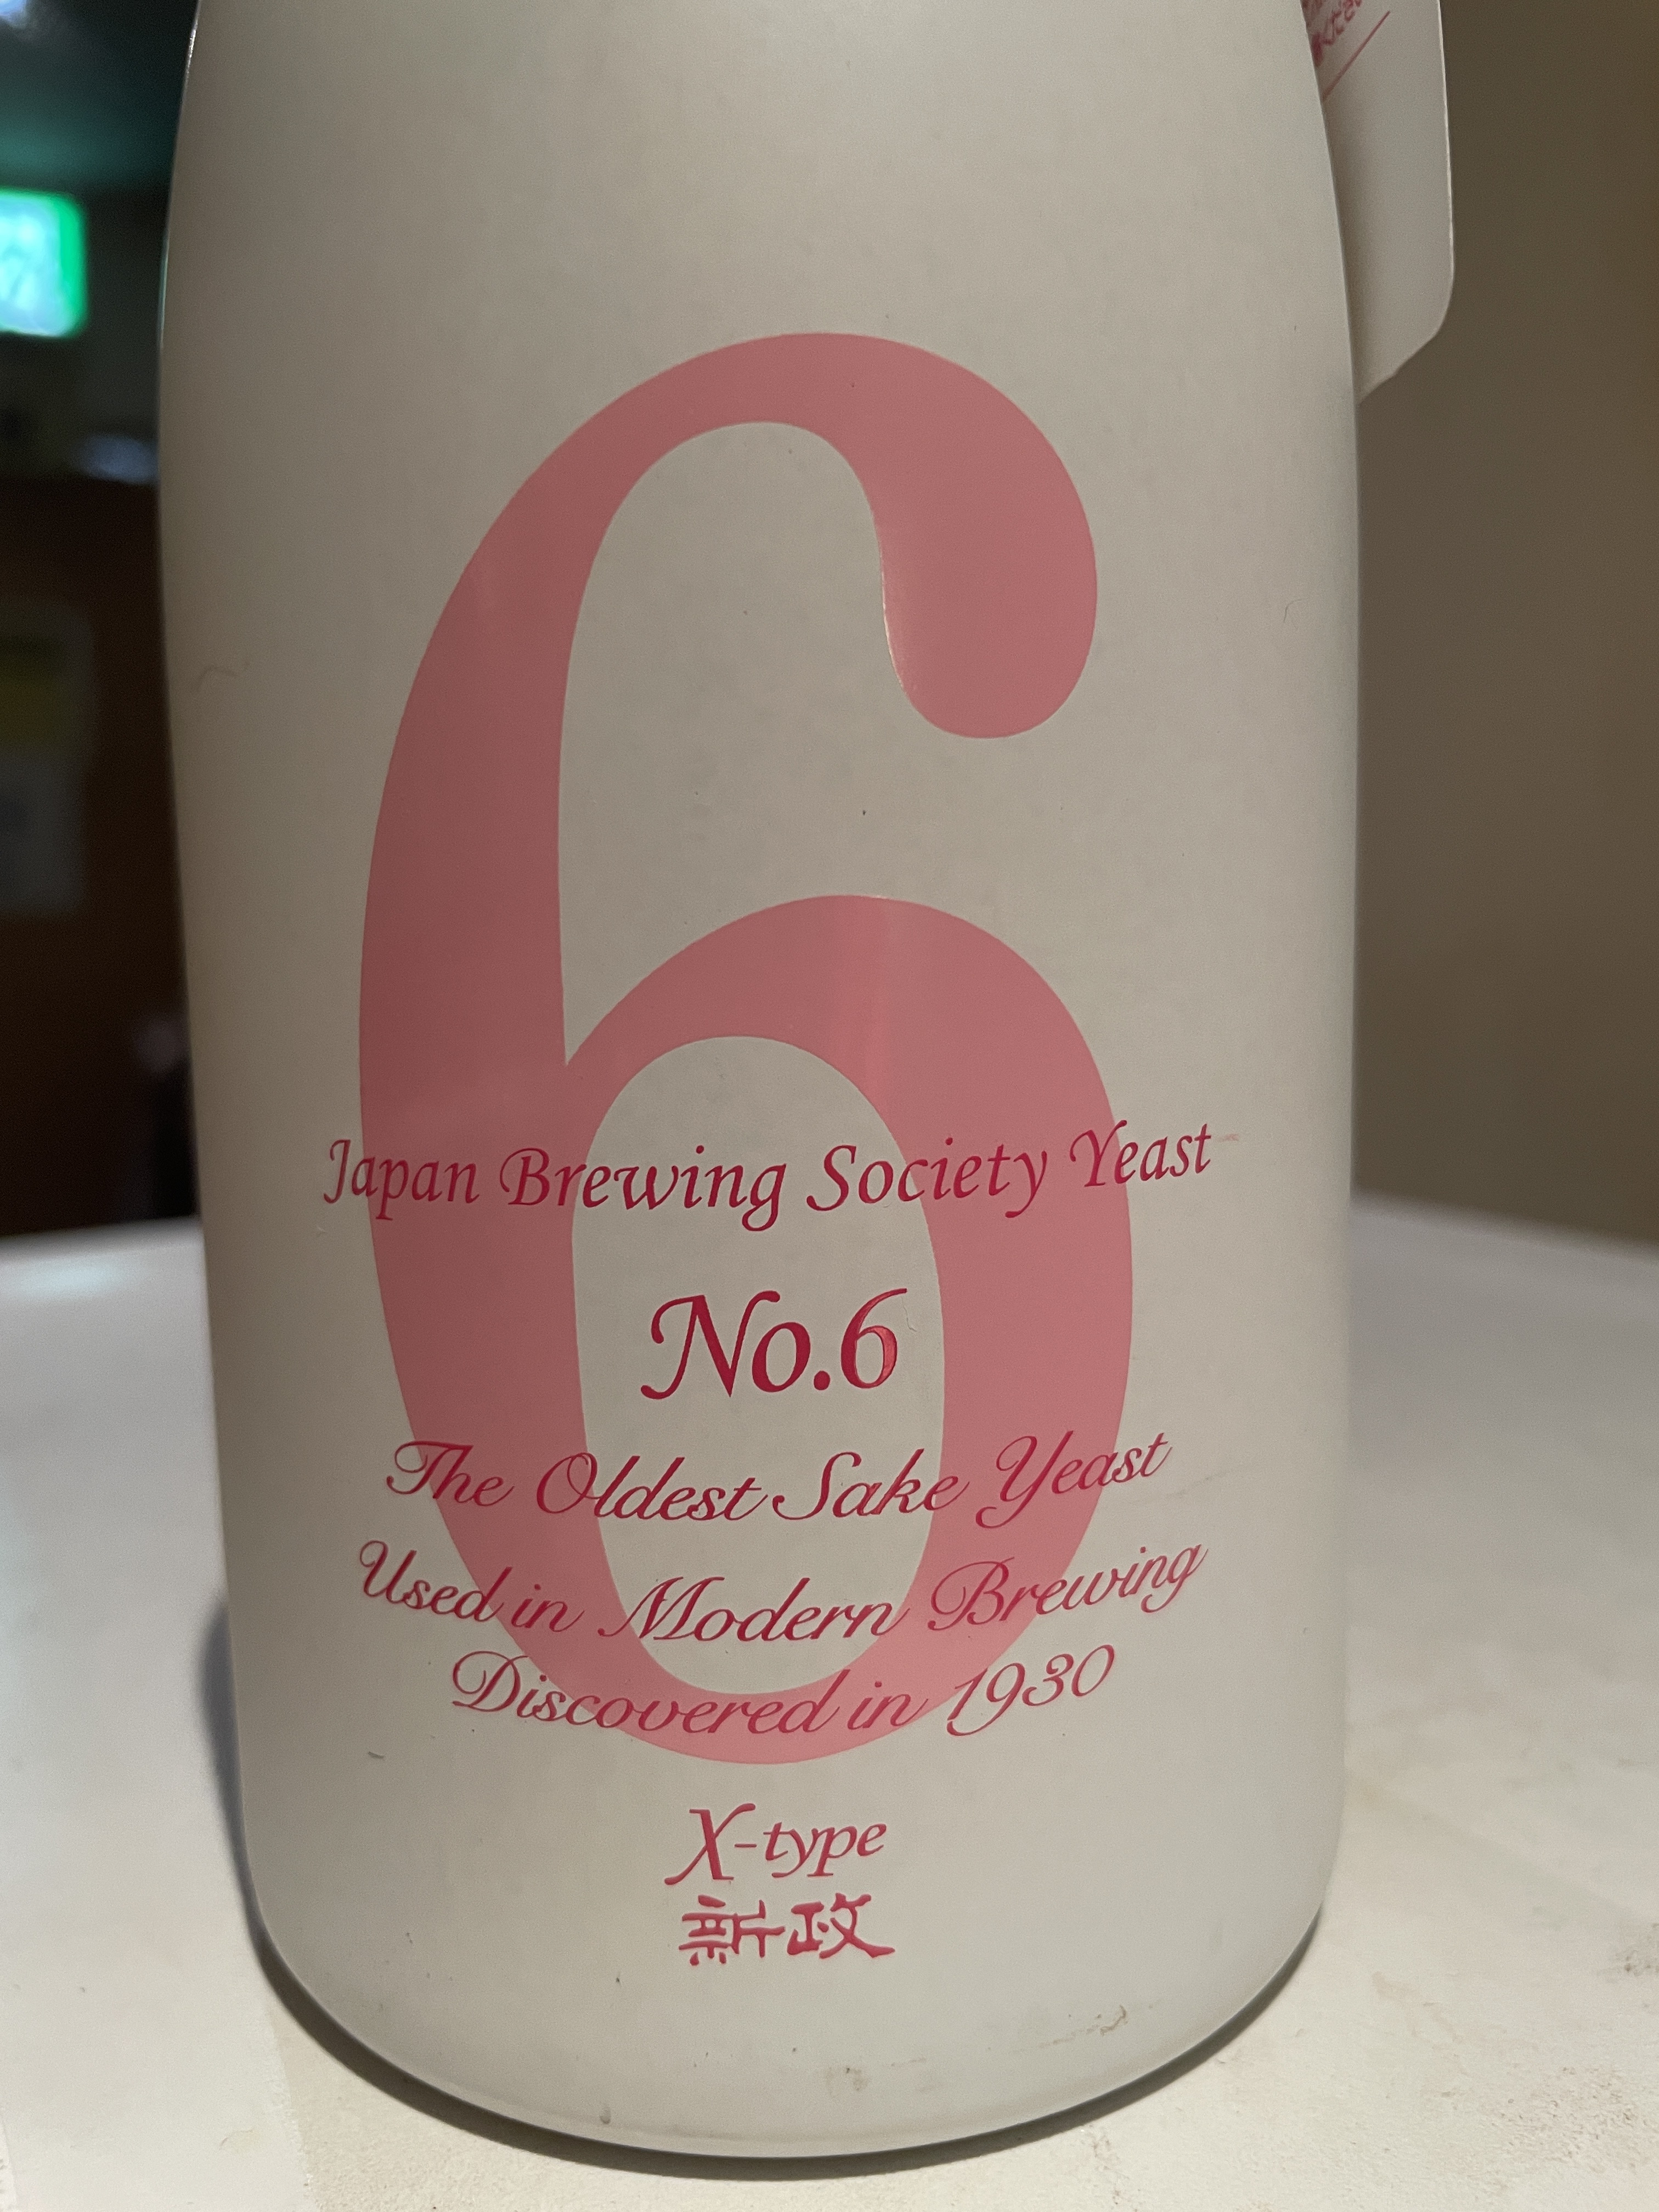 6
Japan Brewing Society Yeast
No.6
The Oldest Sake Yeast
Used in Modern Brewing
Discovered in 1930
X-type
新政